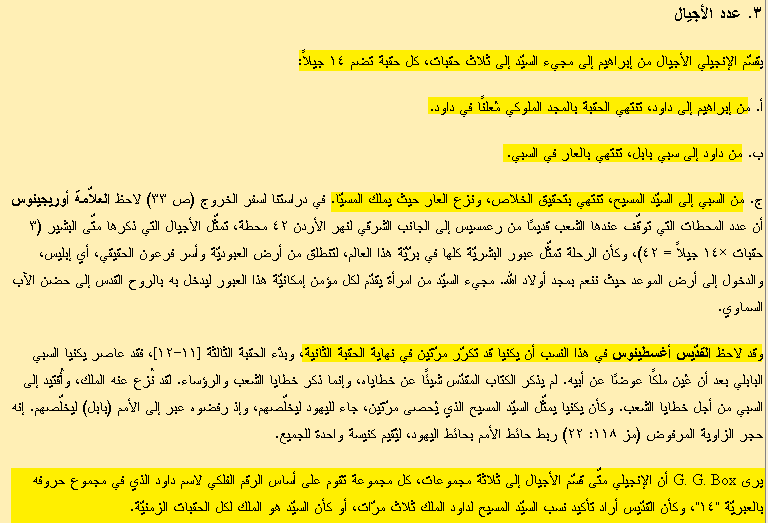 ٣. عدد الأجيال
يقسّم الإنجيلي الأجيال من إبراهيم إلى مجيء السيّد إلى ثلاث حقبات، كل حقبة تضم ١٤ جيلاً:
أ. من إبراهيم إلى داود، تنتهي الحقبة بالمجد الملوكي مُعلنًا في داود.
ب. من داود إلى سبي بابل، تنتهي بالعار في السبي.
ج. من السبي إلى السيّد المسيح، تنتهي بتحقيق الخلاص، ونزع العار حيث يملك المسيّا. في دراستنا لسفر الخروج (ص ٣٣) لاحظ العلاّمة أوريجينوس
أن عدد المحطات التي توقّف عندها الشعب قديمًا من رعمسيس إلى الجانب الشرقي لنهر الأردن ٤٢ محطة، تمثّل الأجيال التي ذكرها متّى البشير (٣
حقبات ×١٤ جيلاً = ٤٢)، وكأن الرحلة تمثّل عبور البشريّة كلها في بريّة هذا العالم، لتنطلق من أرض العبوديّة وأسر فرعون الحقيقي، أي إبليس،
والدخول إلى أرض الموعد حيث ننعم بمجد أولاد الله. مجيء السيّد من امرأة يقدّم لكل مؤمن إمكانيّة هذا العبور ليدخل به بالروح القدس إلى حضن الآب
السماوي.
وقد لاحظ القدّيس أغسطينوس في هذا النسب أن يكنيا قد تكرّر مرّتين في نهاية الحقبة الثانية، وبدْء الحقبة الثالثة [١١-١٢]، فقد عاصر يكنيا السبي
البابلي بعد أن عُين ملكًا عوضًا عن أبيه. لم يذكر الكتاب المقدّس شيئًا عن خطاياه، وإنما ذكر خطايا الشعب والرؤساء. لقد نُزع عنه الملك، وأُقتيد إلى
السبي من أجل خطايا الشعب. وكأن يكنيا يمثّل السيّد المسيح الذي يُحصى مرّتين، جاء لليهود ليخلّصهم، وإذ رفضوه عبر إلى الأمم (بابل) ليخلّصهم. إنه
حجر الزاوية المرفوض (مز ١١٨: ٢٢) ربط حائط الأمم بحائط اليهود، ليُقيم كنيسة واحدة للجميع.
يرى G. G. Box أن الإنجيلي متّى قسّم الأجيال إلى ثلاثة مجموعات، كل مجموعة تقوم على أساس الرقم الفلكي لاسم داود الذي في مجموع حروفه
بالعبريّة "١٤"، وكأن القدّيس أراد تأكيد نسب السيّد المسيح لداود الملك ثلاث مرّات، أو كأن السيّد هو الملك لكل الحقبات الزمنيّة.